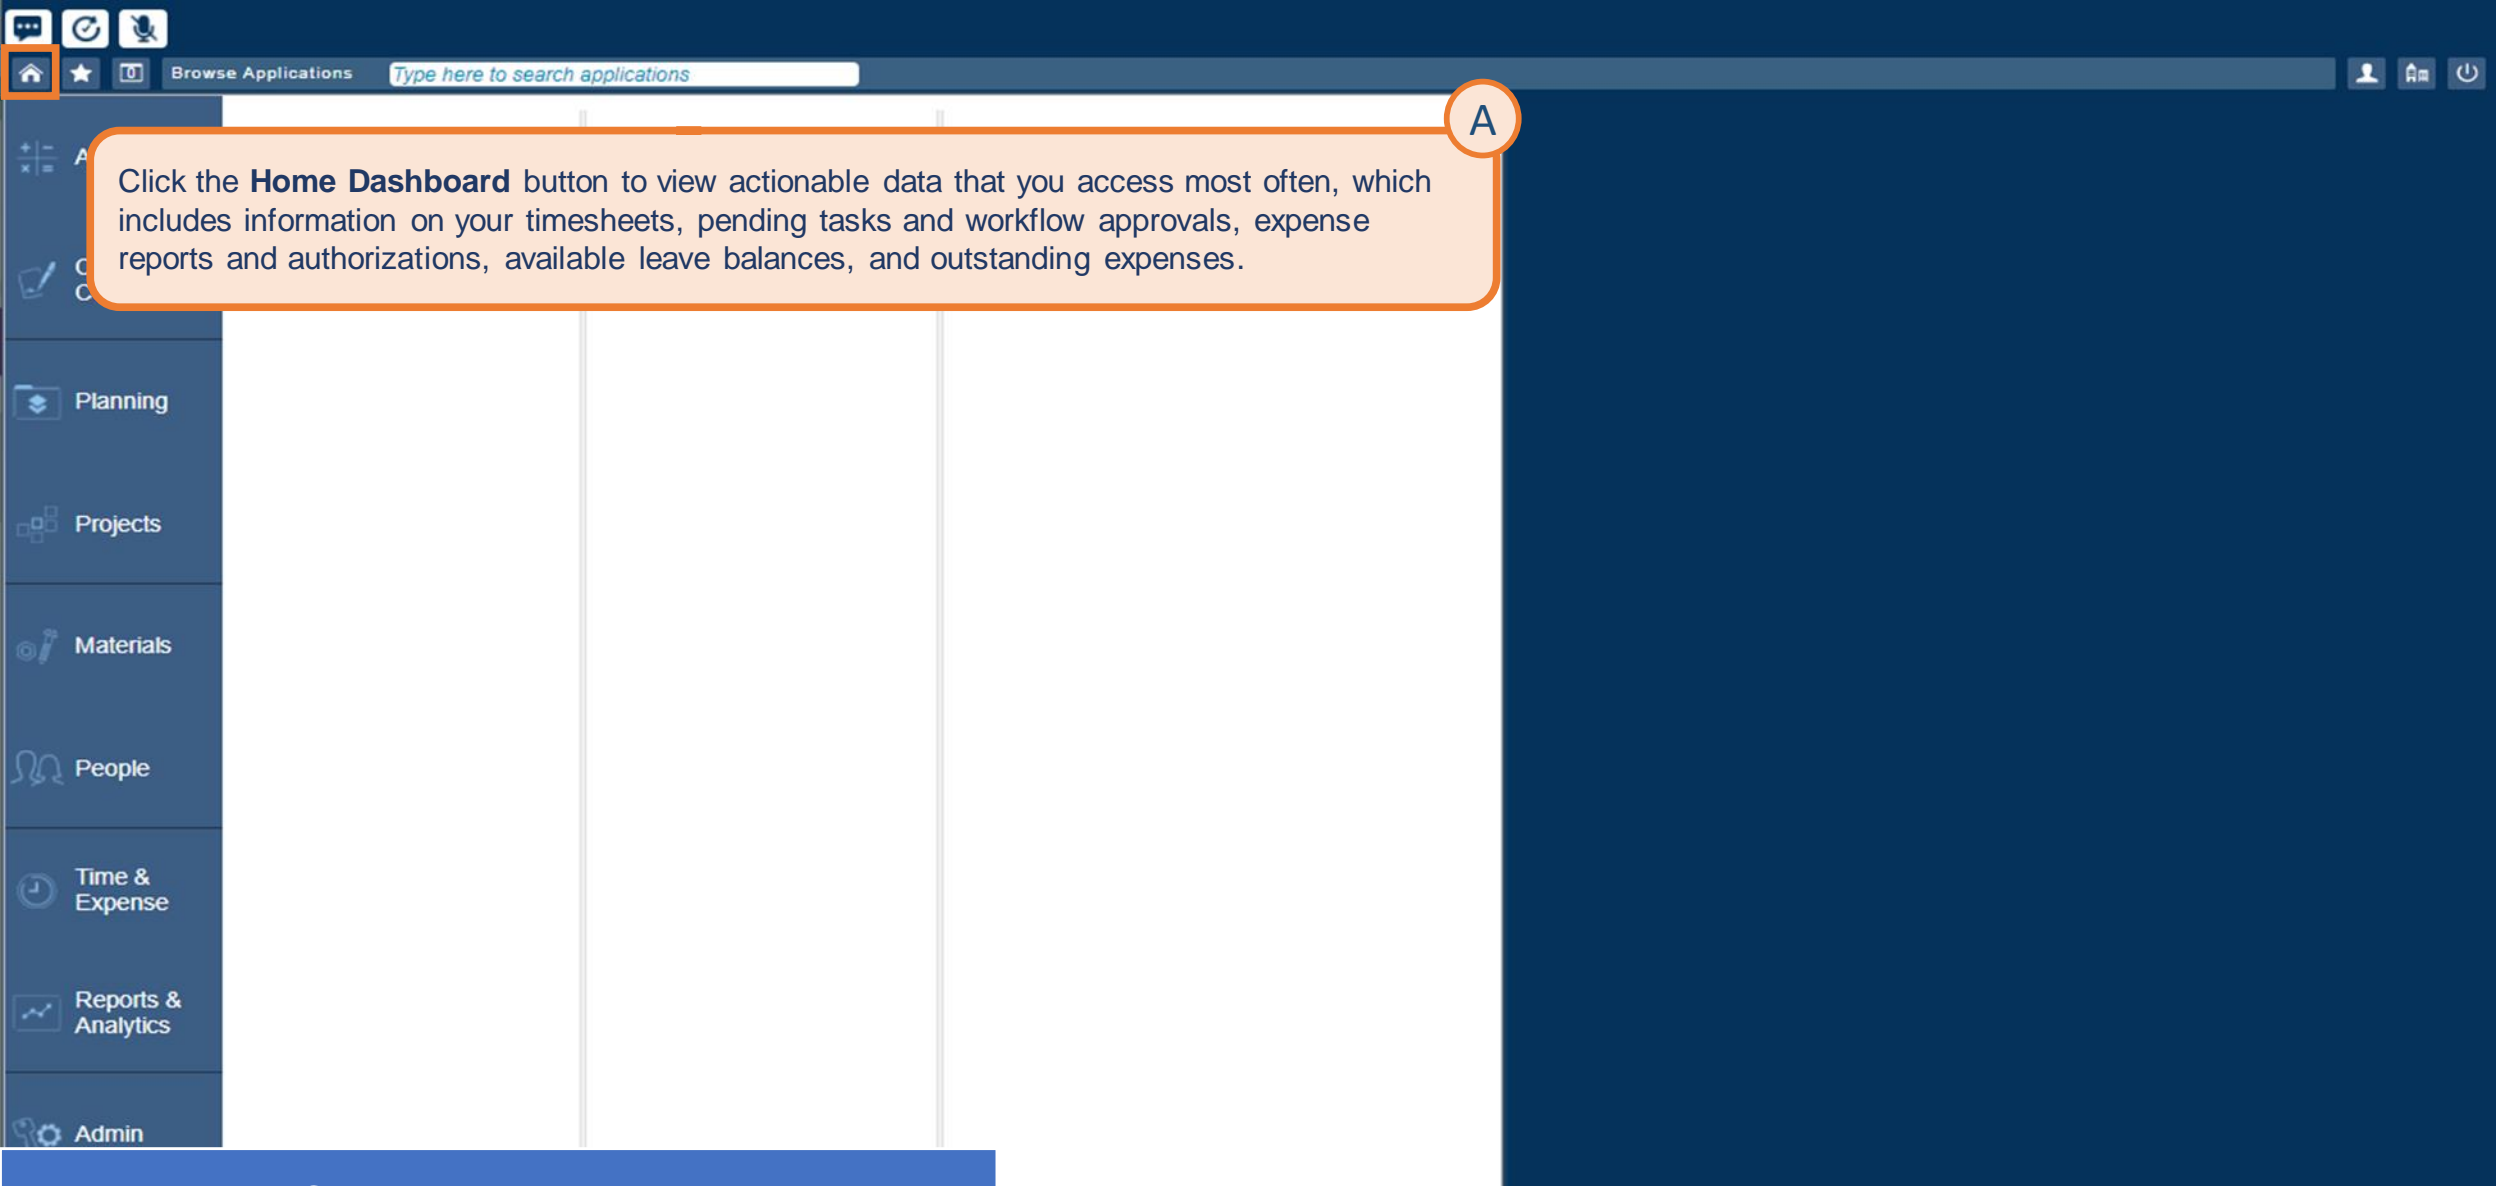 Browse Applications
Type here to search applications
A
Click the Home Dashboard button to view actionable data that you access most often, which
includes information on your timesheets, pending tasks and workflow approvals, expense
reports and authorizations, available leave balances, and outstanding expenses.
Planning
Projects
Materials
People
Time &
Expense
Reports &
Analytics
Admin